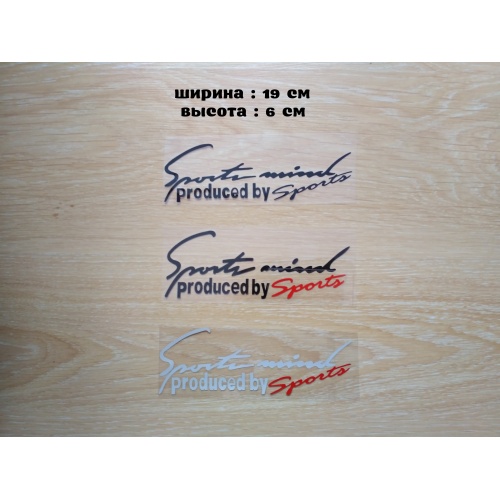 ширина : 19 см
высота : 6 см
Sports mind
produced by Sports
Sports mind
produced by Sports
Sports mind
produced by Sports